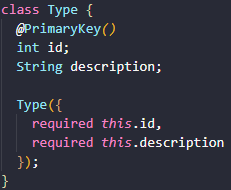 class Type {
@PrimaryKey()
int id;
String description;
Type({
required this.id,
required this.description
});
}